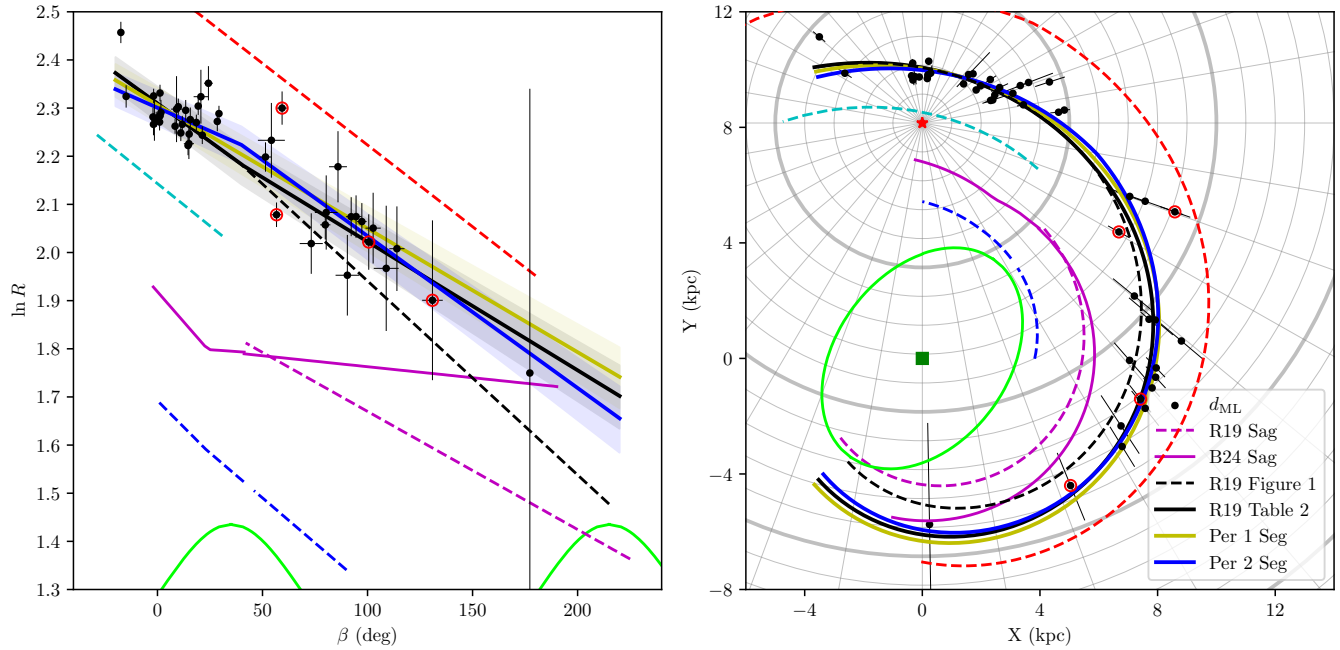 2.5
2.4
2.3
2.2
2.1
2.0
1.9
1.8
1.7
1.6
1.5
1.4
1.3
ln R
0 50 100 150 200
β (deg)
12
8
4
0
−4
−8
Y (kpc)
−4 0 4 8 12
X (kpc)
d_ML
R19 Sag
B24 Sag
R19 Figure 1
R19 Table 2
Per 1 Seg
Per 2 Seg